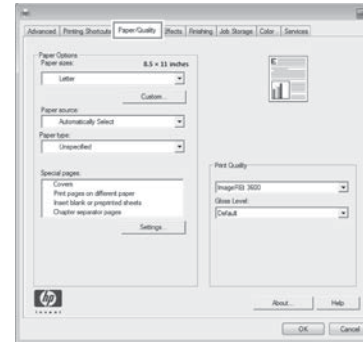 Advanced Printing Shortcuts Paper/Quality Effects Finishing Job Storage Color Services
Paper Options
Paper sizes: 8.5 × 11 inches
Letter
Custom...
Paper source:
Automatically Select
Paper type:
Unspecified
Special pages:
Covers
Print pages on different paper
Insert blank or preprinted sheets
Chapter separator pages
Settings...
Print Quality
ImageREt 3600
Gloss Level:
Default
hp
invent
About... Help
OK Cancel